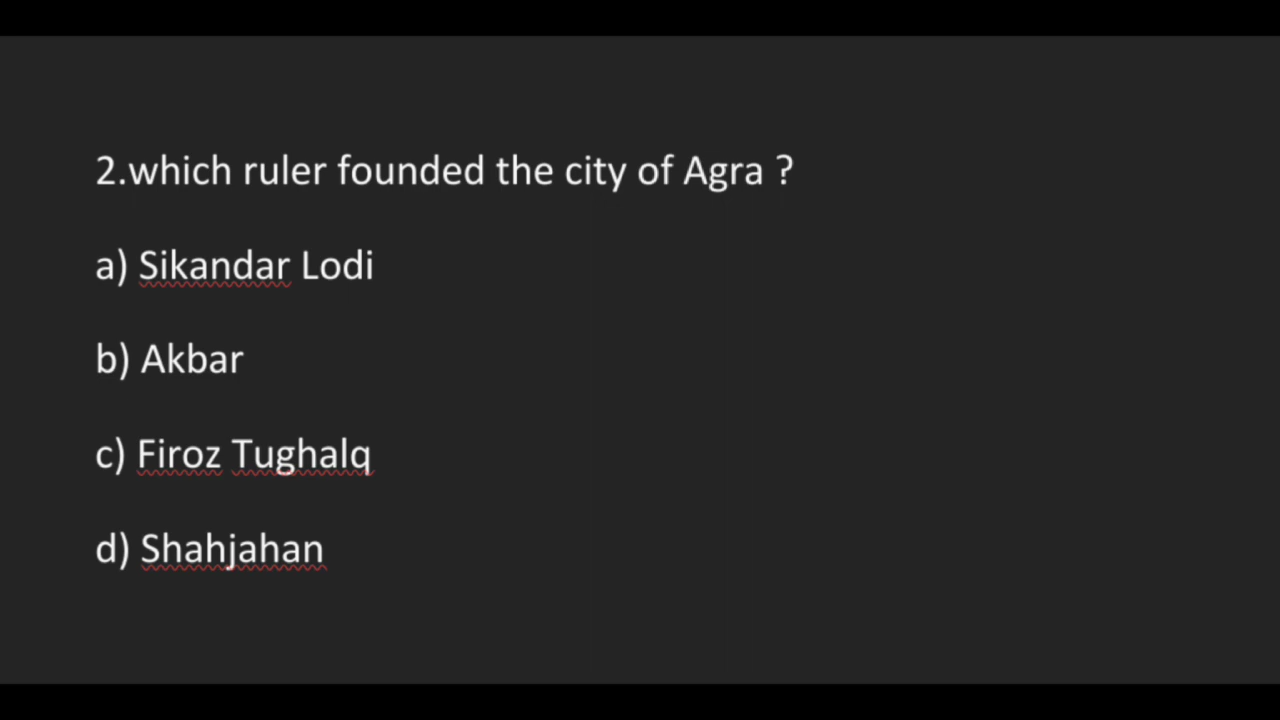 2.which ruler founded the city of Agra ?
a) Sikandar Lodi
b) Akbar
c) Firoz Tughalq
d) Shahjahan